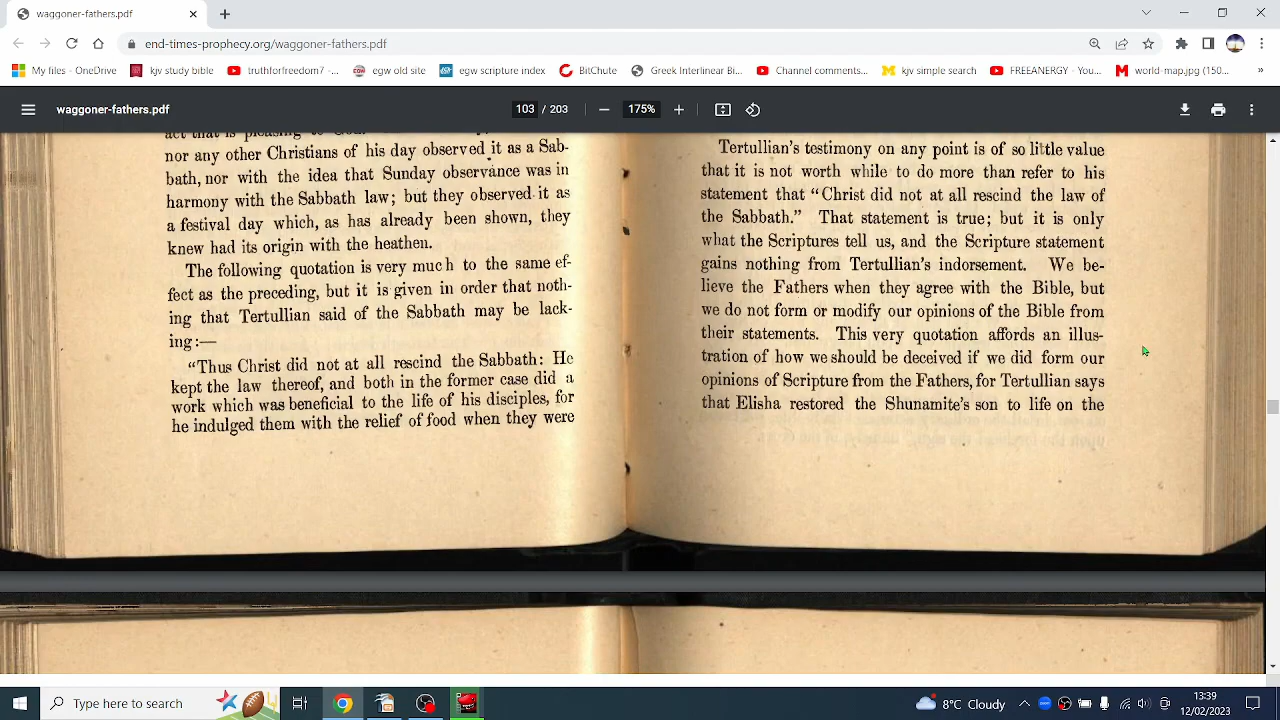 waggoner-fathers.pdf
end-times-prophecy.org/waggoner-fathers.pdf
My files - OneDrive
kjv study bible
truthforfreedom7 -...
egw old site
egw scripture index
BitChute
Greek Interlinear Bi...
Channel comments...
kjv simple search
FREEANERGY - You...
world-map.jpg (150...
»
waggoner-fathers.pdf
103 / 203
175%
act that is pleasing to God.
nor any other Christians of his day observed it as a Sab-
bath, nor with the idea that Sunday observance was in
harmony with the Sabbath law; but they observed it as
a festival day which, as has already been shown, they
knew had its origin with the heathen.
The following quotation is very much to the same ef-
fect as the preceding, but it is given in order that noth-
ing that Tertullian said of the Sabbath may be lack-
ing:—
"Thus Christ did not at all rescind the Sabbath: He
kept the law thereof, and both in the former case did a
work which was beneficial to the life of his disciples, for
he indulged them with the relief of food when they were
Tertullian's testimony on any point is of so little value
that it is not worth while to do more than refer to his
statement that "Christ did not at all rescind the law of
the Sabbath." That statement is true; but it is only
what the Scriptures tell us, and the Scripture statement
gains nothing from Tertullian's indorsement. We be-
lieve the Fathers when they agree with the Bible, but
we do not form or modify our opinions of the Bible from
their statements. This very quotation affords an illus-
tration of how we should be deceived if we did form our
opinions of Scripture from the Fathers, for Tertullian says
that Elisha restored the Shunamite's son to life on the
Type here to search
8°C Cloudy
13:39
12/02/2023